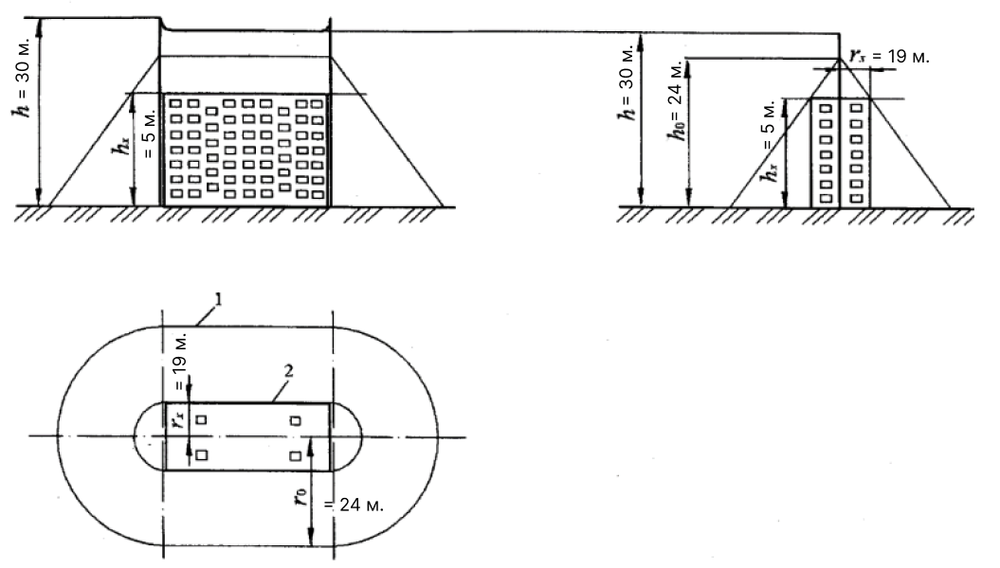 h = 30 м.
hx = 5 м.
h = 30 м.
h0 = 24 м.
hx = 5 м.
rx = 19 м.
1
rx = 19 м.
2
r0 = 24 м.